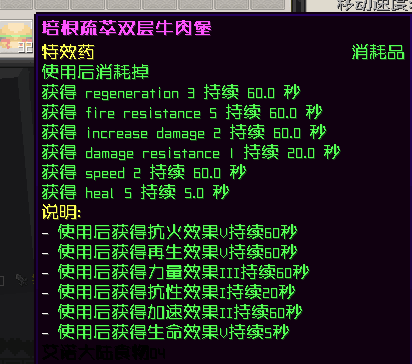 移动速度
培根蔬萃双层牛肉堡
特效药 消耗品
使用后消耗掉
获得 regeneration 3 持续 60.0 秒
获得 fire resistance 5 持续 60.0 秒
获得 increase damage 2 持续 60.0 秒
获得 damage resistance 1 持续 20.0 秒
获得 speed 2 持续 60.0 秒
获得 heal 5 持续 5.0 秒
说明:
- 使用后获得抗火效果V持续60秒
- 使用后获得再生效果V持续60秒
- 使用后获得力量效果III持续60秒
- 使用后获得抗性效果I持续20秒
- 使用后获得加速效果II持续60秒
- 使用后获得生命效果V持续5秒